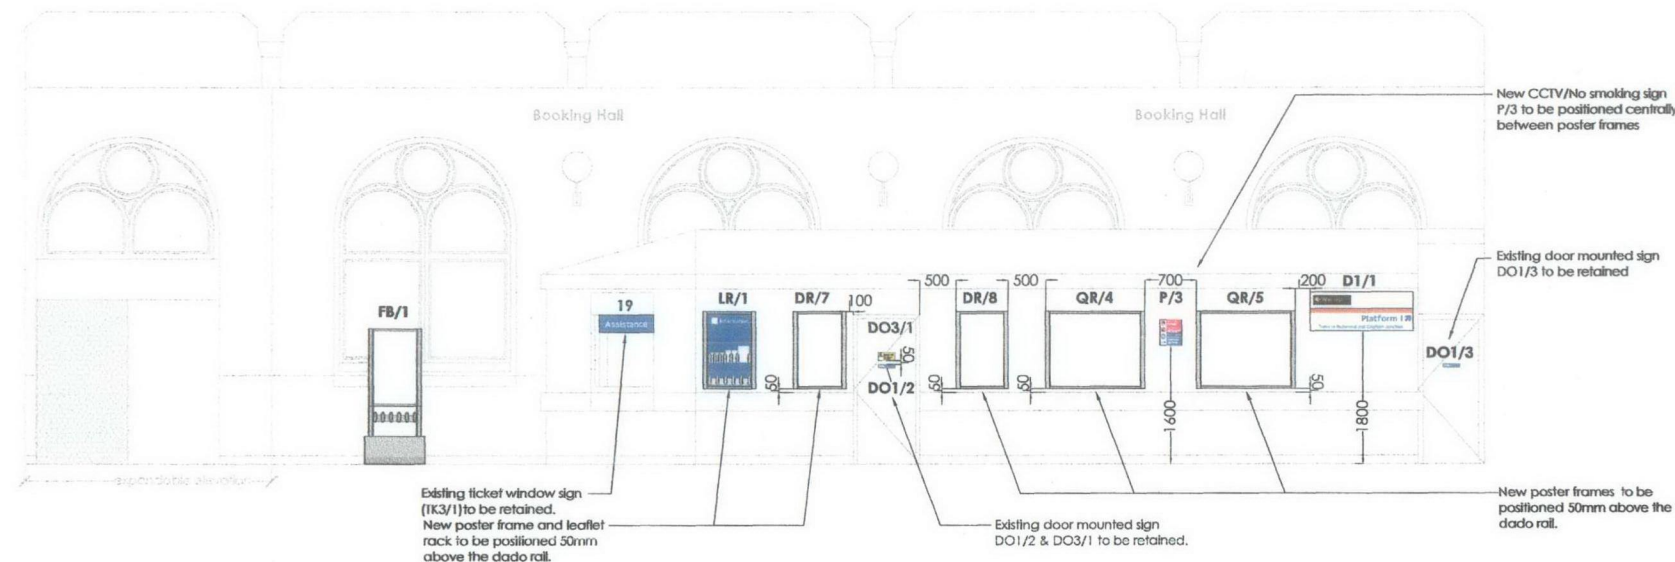 Booking Hall
Booking Hall
New CCTV/No smoking sign
P/3 to be positioned centrally
between poster frames
Existing door mounted sign
DO1/3 to be retained
500
500
700
200
D1/1
FB/1
19
LR/1
DR/7
100
DR/8
QR/4
P/3
QR/5
Assistance
DO3/1
Platform 1
50
DO1/2
DO1/3
50
50
50
50
1600
1800
expandable elevation
Existing ticket window sign
(TK3/1)to be retained.
New poster frame and leaflet
rack to be positioned 50mm
above the dado rail.
Existing door mounted sign
DO1/2 & DO3/1 to be retained.
New poster frames to be
positioned 50mm above the
dado rail.